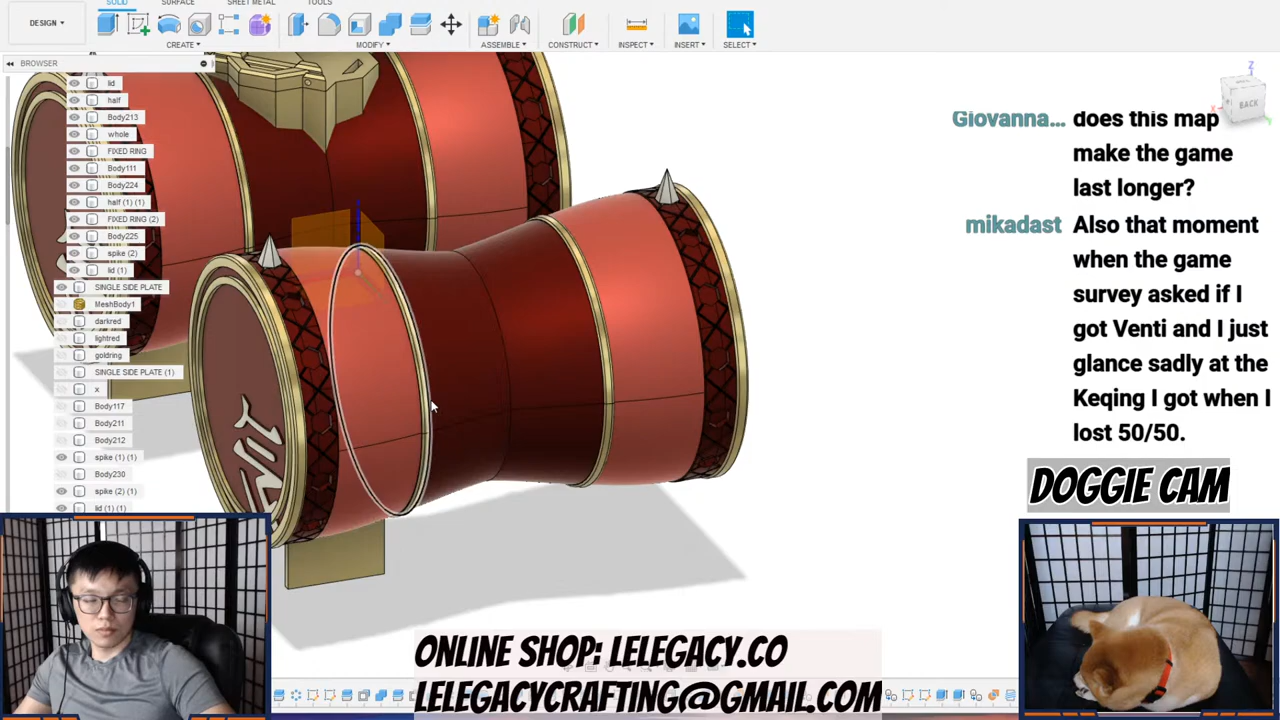 SOLID
SURFACE
SHEET METAL
TOOLS
DESIGN
CREATE
MODIFY
ASSEMBLE
CONSTRUCT
INSPECT
INSERT
SELECT
BROWSER
lid
half
Body213
whole
FIXED RING
Body111
Body224
half (1) (1)
FIXED RING (2)
Body225
spike (2)
lid (1)
SINGLE SIDE PLATE
MeshBody1
darkred
lightred
goldring
SINGLE SIDE PLATE (1)
x
Body117
Body211
Body212
spike (1) (1)
Body230
spike (2) (1)
lid (1) (1)
Z
X
BACK
Giovanna… does this map
make the game
last longer?
mikadast Also that moment
when the game
survey asked if I
got Venti and I just
glance sadly at the
Keqing I got when I
lost 50/50.
DOGGIE CAM
ONLINE SHOP: LELEGACY.CO
LELEGACYCRAFTING@GMAIL.COM